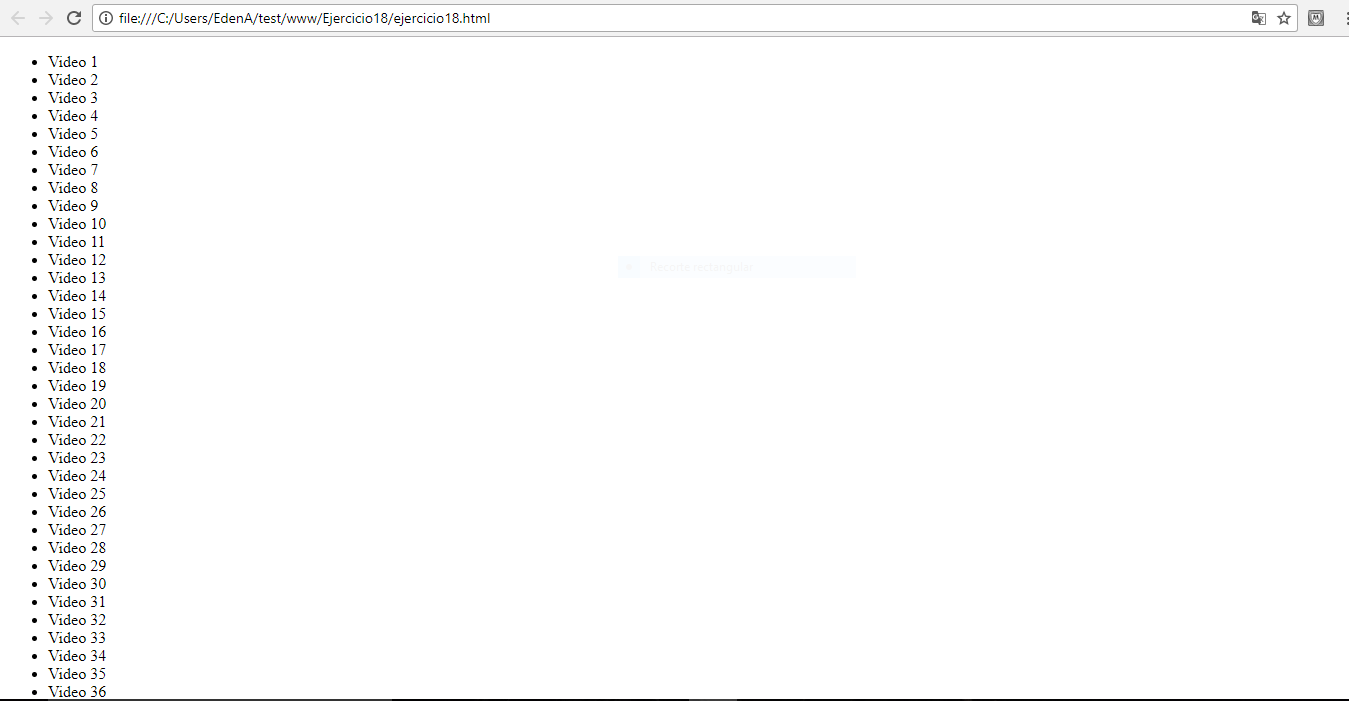 file:///C:/Users/EdenA/test/www/Ejercicio18/ejercicio18.html
Video 1
Video 2
Video 3
Video 4
Video 5
Video 6
Video 7
Video 8
Video 9
Video 10
Video 11
Video 12
Video 13
Video 14
Video 15
Video 16
Video 17
Video 18
Video 19
Video 20
Video 21
Video 22
Video 23
Video 24
Video 25
Video 26
Video 27
Video 28
Video 29
Video 30
Video 31
Video 32
Video 33
Video 34
Video 35
Video 36